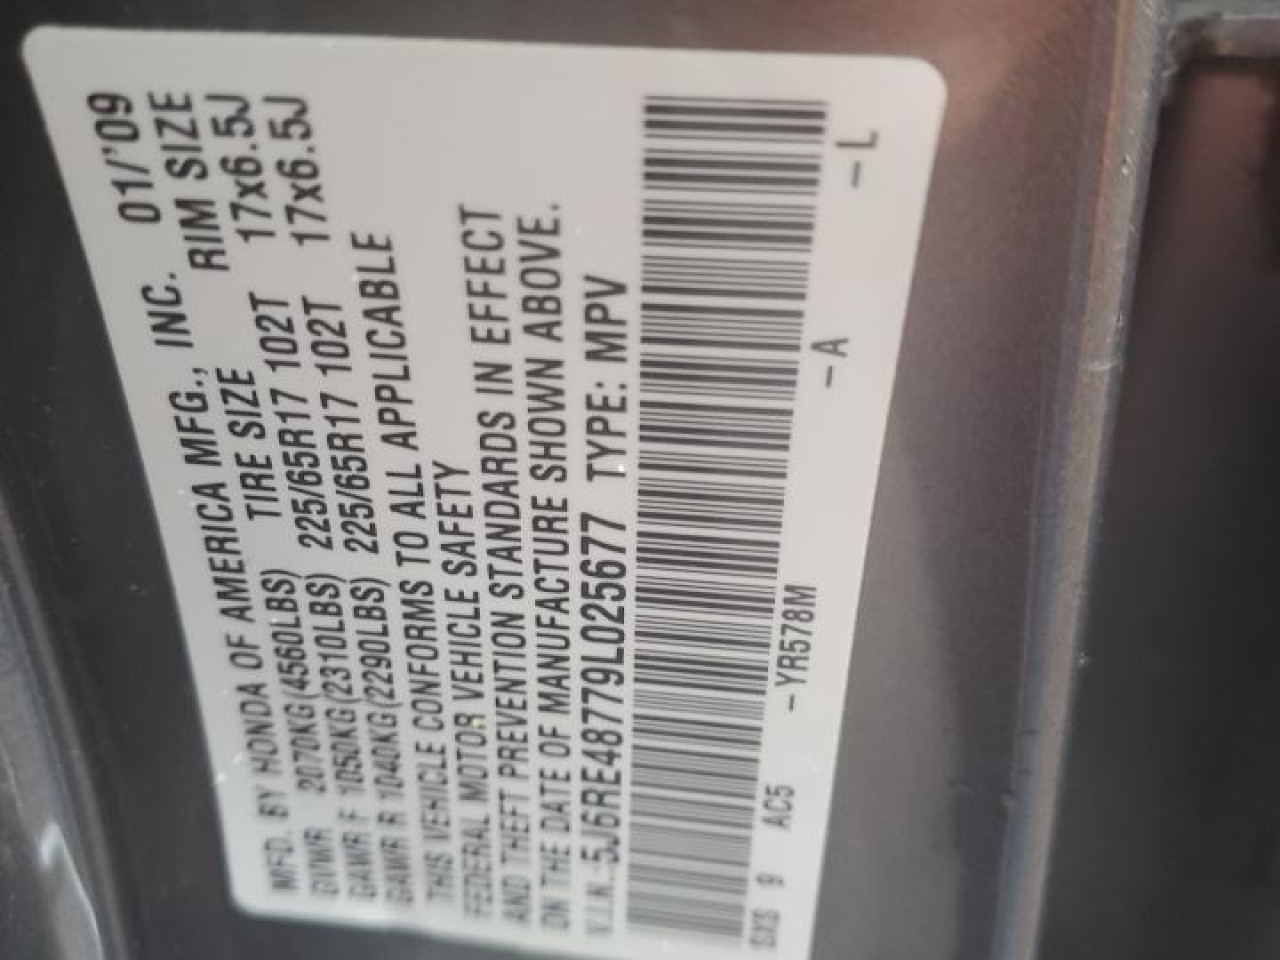 MFD. BY HONDA OF AMERICA MFG., INC. 01/'09
TIRE SIZE RIM SIZE
GVWR 2070KG(4560LBS) 225/65R17 102T 17x6.5J
GAWR F 1050KG(2310LBS) 225/65R17 102T 17x6.5J
GAWR R 1040KG(2290LBS)
THIS VEHICLE CONFORMS TO ALL APPLICABLE
FEDERAL MOTOR VEHICLE SAFETY
AND THEFT PREVENTION STANDARDS IN EFFECT
ON THE DATE OF MANUFACTURE SHOWN ABOVE.
V.I.N.:5J6RE48779L025677 TYPE: MPV
SXS 9 AC5 -YR578M -A -L